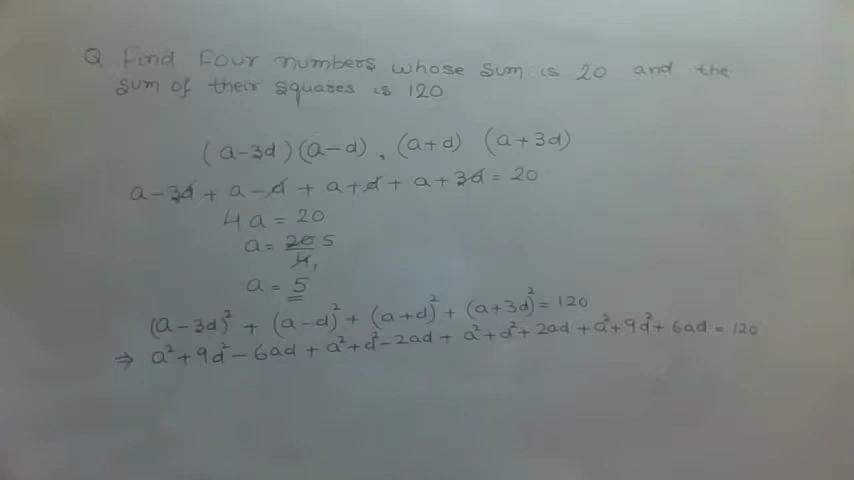 Q Find Four numbers whose sum is 20 and the
sum of their squares is 120
(a-3d)(a-d), (a+d) (a+3d)
a-3d + a-d + a+d + a+3d = 20
4a = 20
a = 20/4 5 1
a = 5
(a-3d)² + (a-d)² + (a+d)² + (a+3d)² = 120
⇒ a²+9d²-6ad + a²+d²-2ad + a²+d²+2ad + a²+9d²+6ad = 120